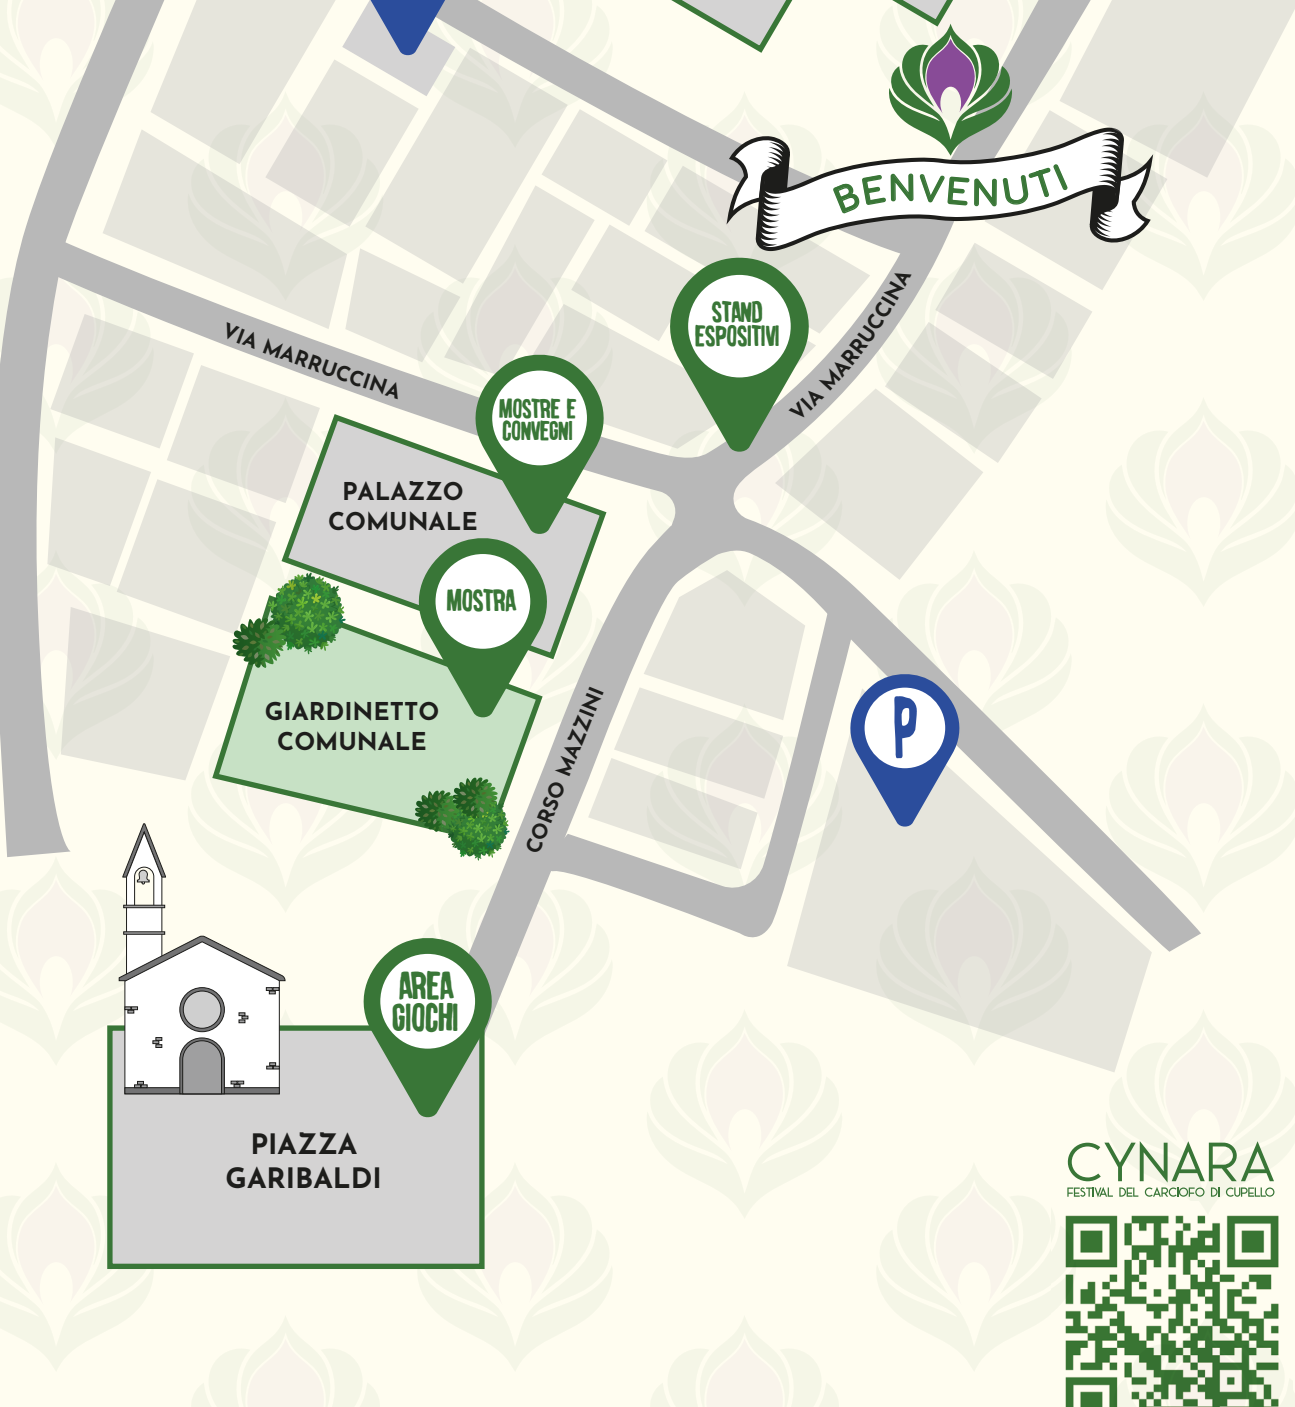 BENVENUTI
STAND
ESPOSITIVI
VIA MARRUCCINA
VIA MARRUCCINA
MOSTRE E
CONVEGNI
PALAZZO
COMUNALE
MOSTRA
GIARDINETTO
COMUNALE
CORSO MAZZINI
P
AREA
GIOCHI
PIAZZA
GARIBALDI
CYNARA
FESTIVAL DEL CARCIOFO DI CUPELLO